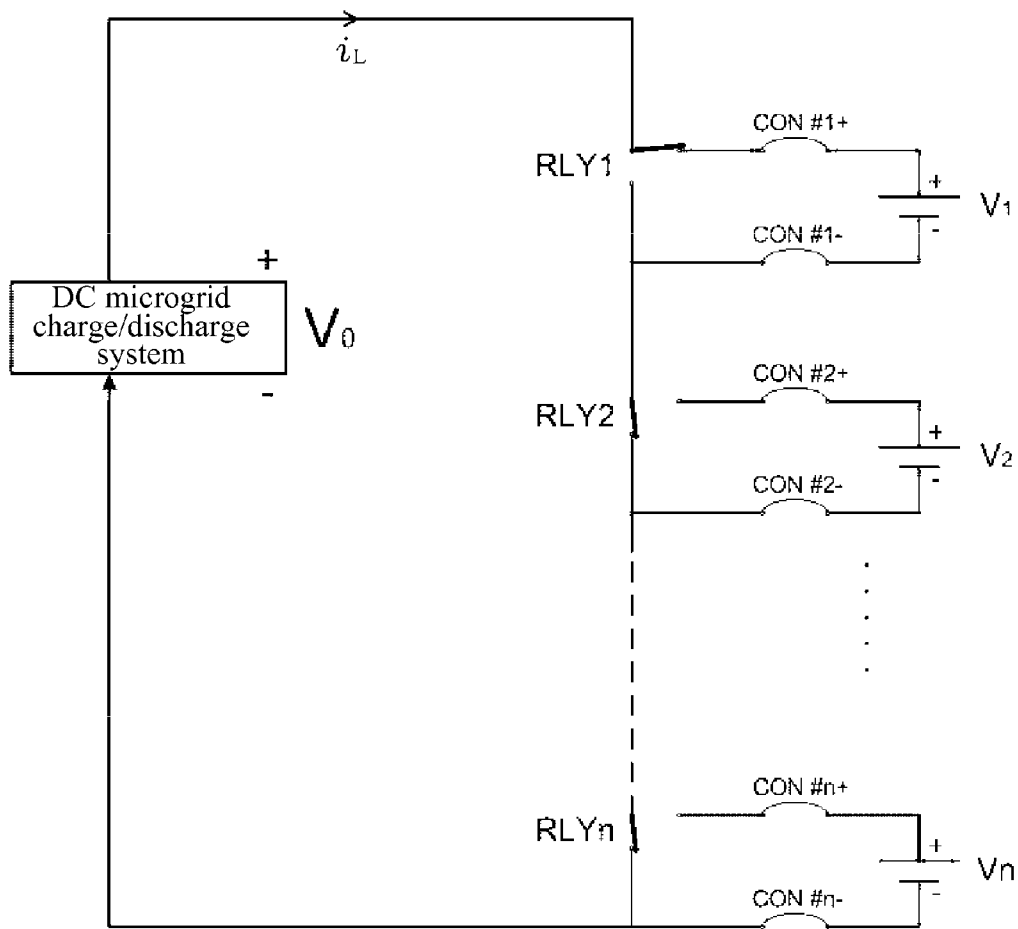 iL
CON #1+
RLY1
+
V1
-
CON #1-
+
DC microgrid
charge/discharge
system
V0
-
CON #2+
RLY2
+
V2
-
CON #2-
CON #n+
RLYn
+
Vn
-
CON #n-